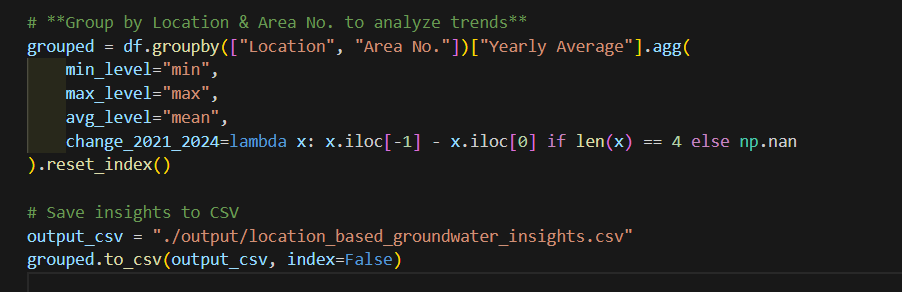 # **Group by Location & Area No. to analyze trends**
grouped = df.groupby(["Location", "Area No."])["Yearly Average"].agg(
    min_level="min",
    max_level="max",
    avg_level="mean",
    change_2021_2024=lambda x: x.iloc[-1] - x.iloc[0] if len(x) == 4 else np.nan
).reset_index()

# Save insights to CSV
output_csv = "./output/location_based_groundwater_insights.csv"
grouped.to_csv(output_csv, index=False)